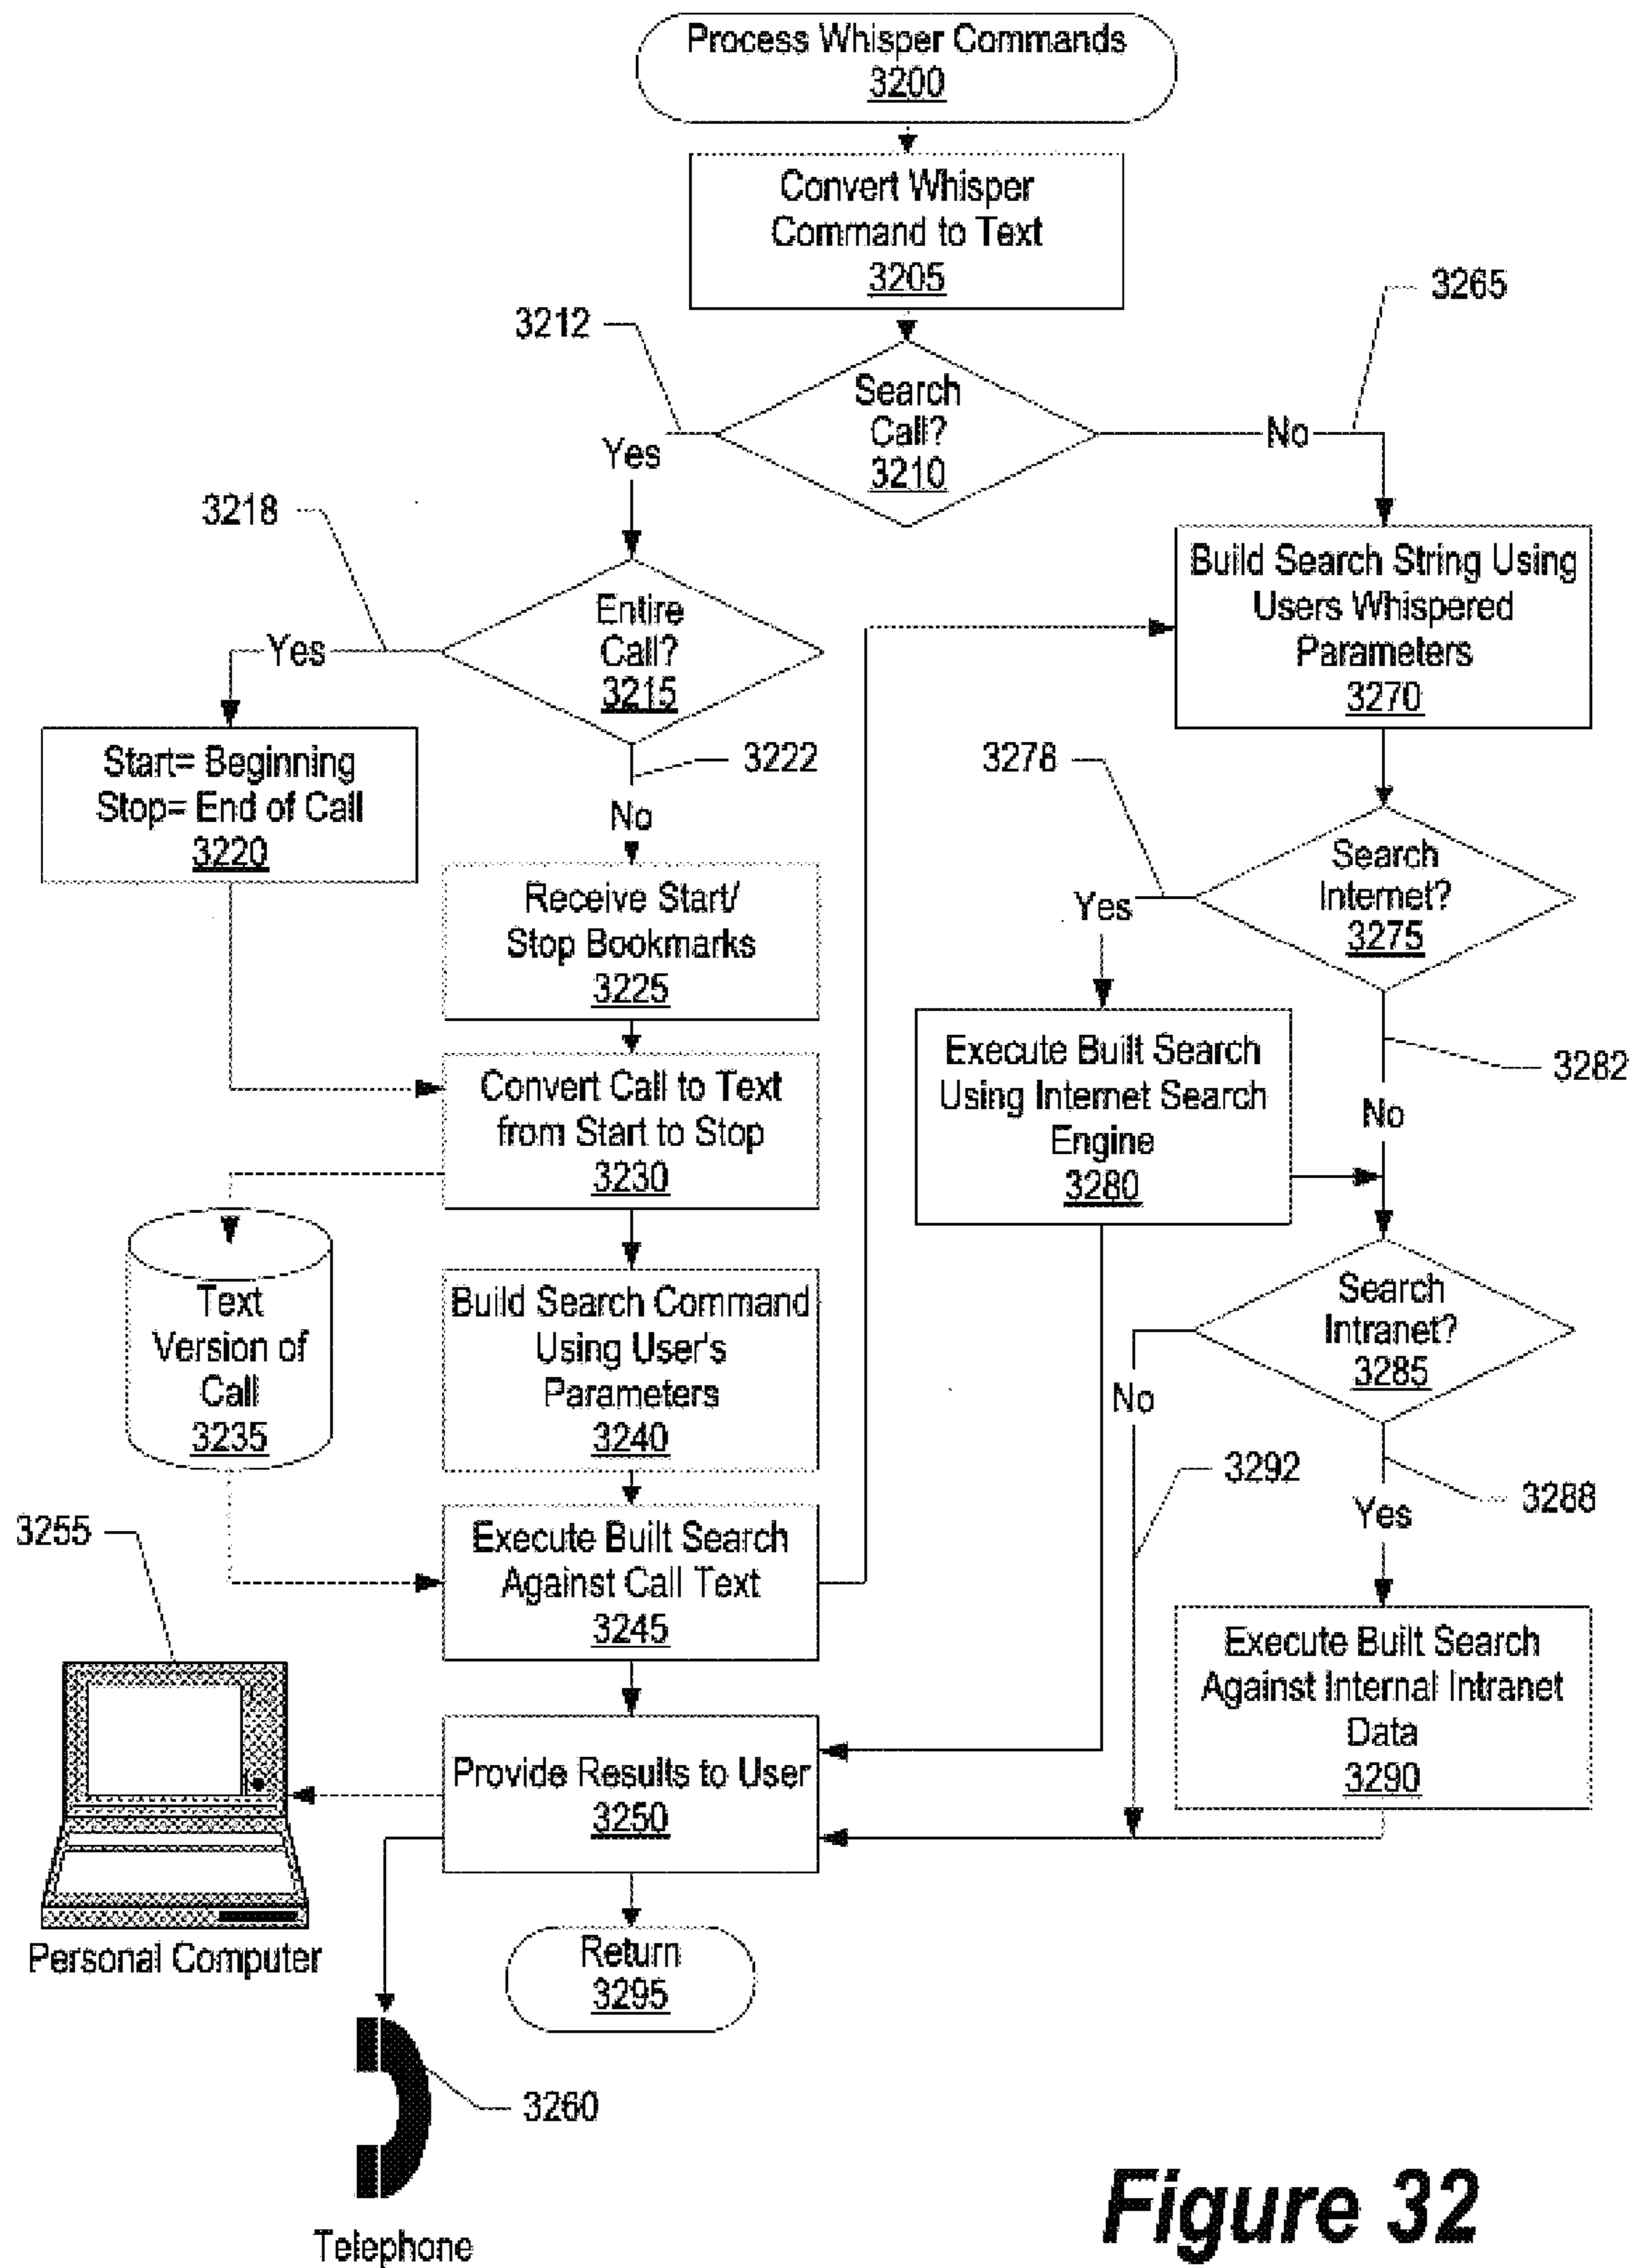 Process Whisper Commands
3200
Convert Whisper
Command to Text
3205
3265
3212
Search
Call?
3210
No
Yes
3218
Build Search String Using
Users Whispered
Parameters
3270
Entire
Call?
3215
Yes
Start= Beginning
Stop= End of Call
3220
3222
No
3278
Search
Internet?
3275
Yes
Receive Start/
Stop Bookmarks
3225
Execute Built Search
Using Internet Search
Engine
3280
3282
No
Convert Call to Text
from Start to Stop
3230
Text
Version of
Call
3235
Build Search Command
Using User's
Parameters
3240
Search
Intranet?
3285
No
3292
3288
Yes
3255
Execute Built Search
Against Call Text
3245
Execute Built Search
Against Internal Intranet
Data
3290
Provide Results to User
3250
Personal Computer
Return
3295
3260
Telephone
Figure 32